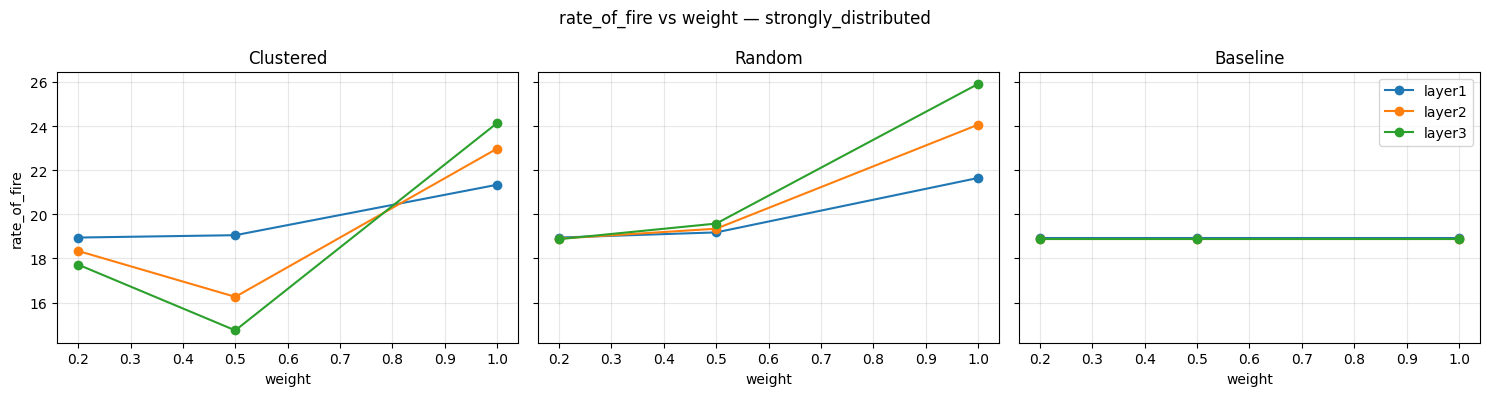 rate_of_fire vs weight — strongly_distributed
Clustered
Random
Baseline
rate_of_fire
26
24
22
20
18
16
layer1
layer2
layer3
0.2 0.3 0.4 0.5 0.6 0.7 0.8 0.9 1.0
0.2 0.3 0.4 0.5 0.6 0.7 0.8 0.9 1.0
0.2 0.3 0.4 0.5 0.6 0.7 0.8 0.9 1.0
weight
weight
weight